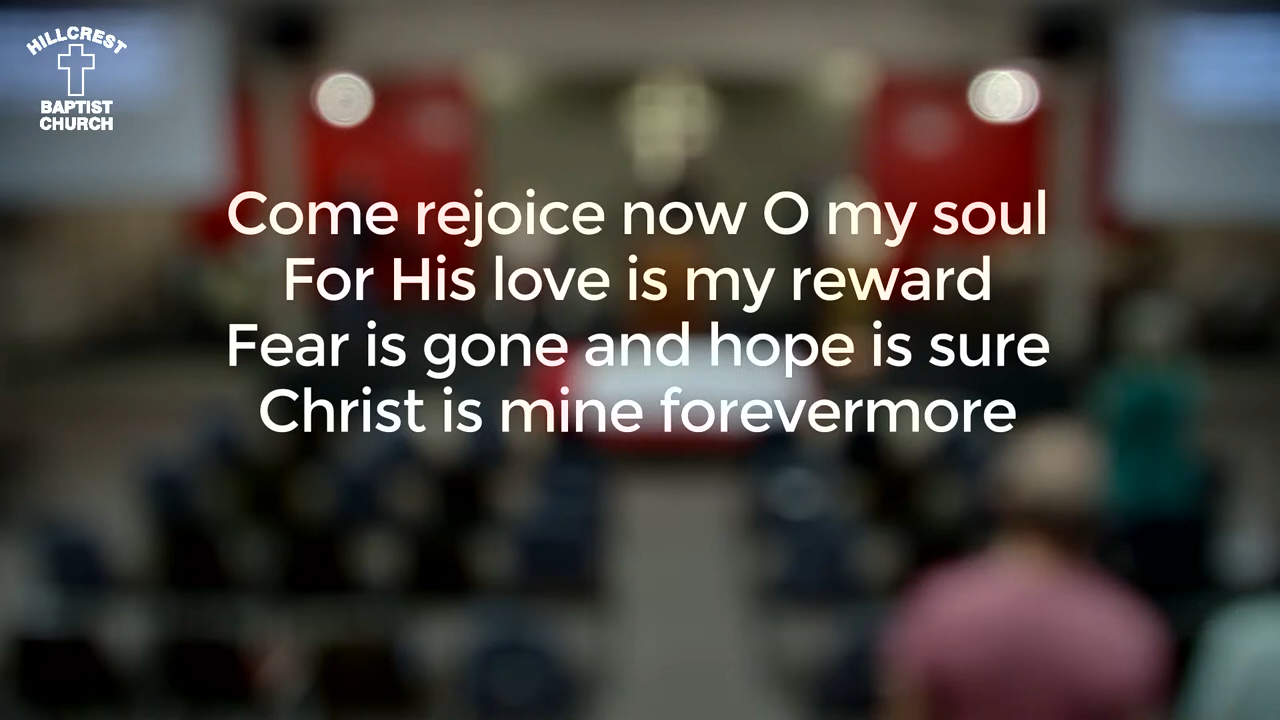 HILLCREST
BAPTIST
CHURCH
Come rejoice now O my soul
For His love is my reward
Fear is gone and hope is sure
Christ is mine forevermore